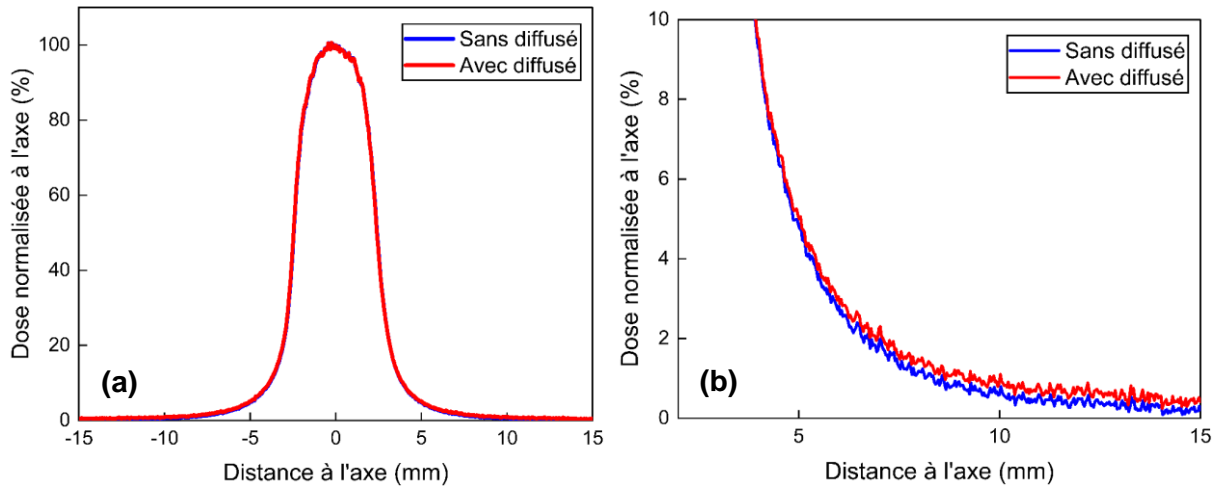 Dose normalisée à l'axe (%)
100
80
60
40
20
0
Sans diffusé
Avec diffusé
(a)
-15
-10
-5
0
5
10
15
Distance à l'axe (mm)
Dose normalisée à l'axe (%)
10
8
6
4
2
0
Sans diffusé
Avec diffusé
(b)
5
10
15
Distance à l'axe (mm)